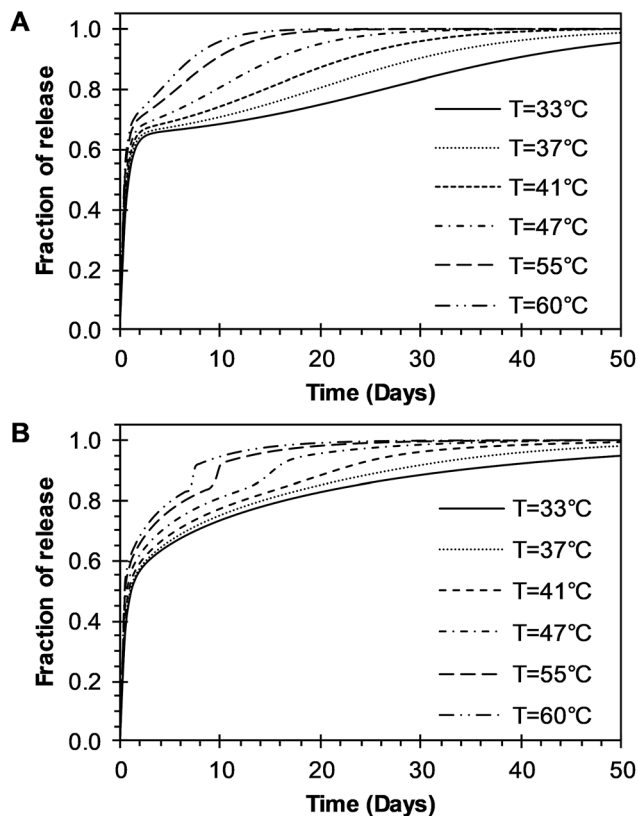 A
1.0
0.8
0.6
0.4
0.2
0.0
Fraction of release
T=33°C
T=37°C
T=41°C
T=47°C
T=55°C
T=60°C
0 10 20 30 40 50
Time (Days)
B
1.0
0.8
0.6
0.4
0.2
0.0
Fraction of release
T=33°C
T=37°C
T=41°C
T=47°C
T=55°C
T=60°C
0 10 20 30 40 50
Time (Days)